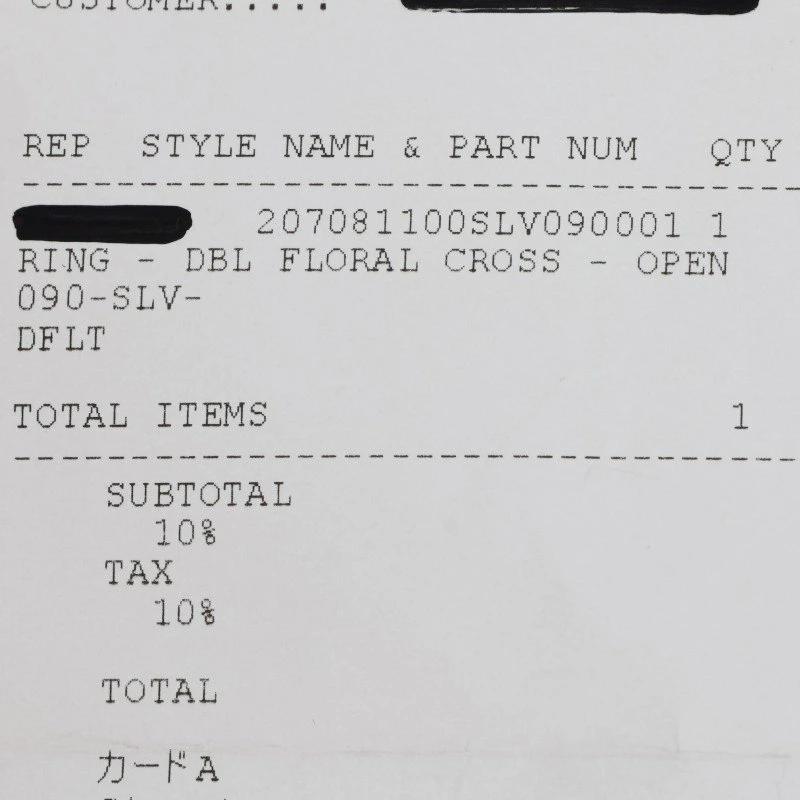 CUSTOMER.....
REP STYLE NAME & PART NUM QTY
207081100SLV090001 1
RING - DBL FLORAL CROSS - OPEN
090-SLV-
DFLT
TOTAL ITEMS 1
SUBTOTAL
10%
TAX
10%
TOTAL
カードA